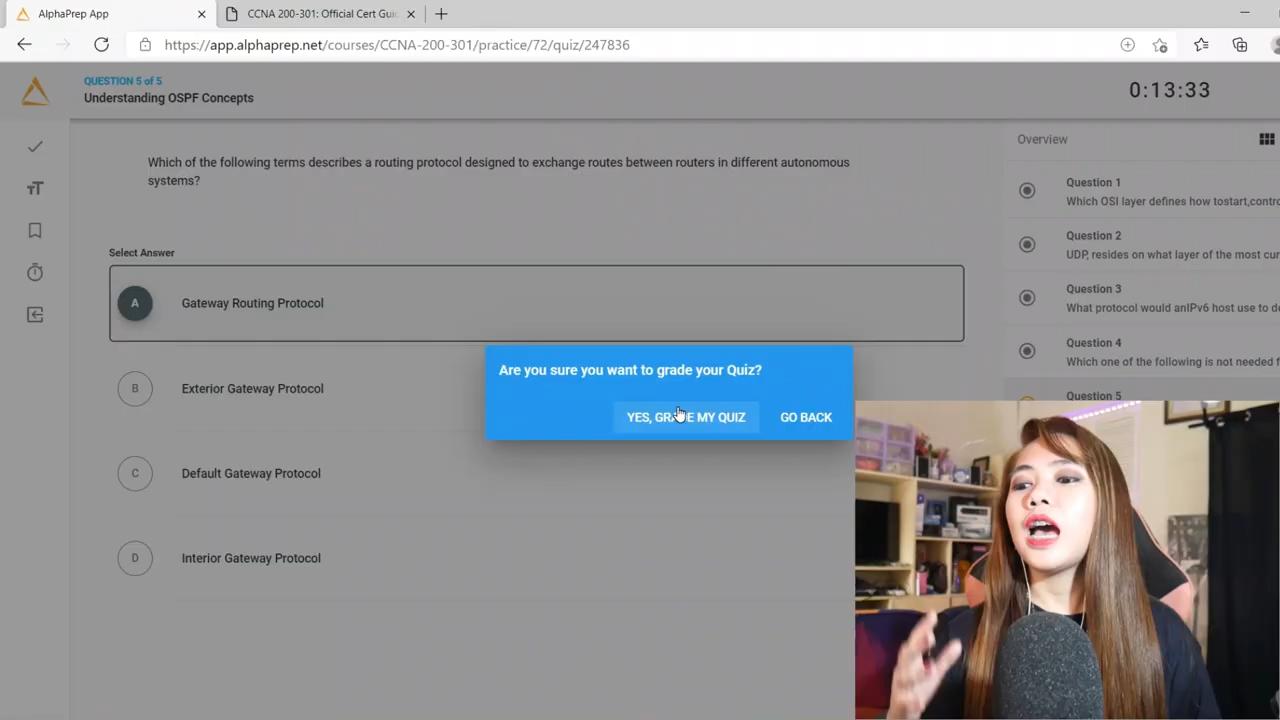 AlphaPrep App
CCNA 200-301: Official Cert Gui
https://app.alphaprep.net/courses/CCNA-200-301/practice/72/quiz/247836
QUESTION 5 of 5
Understanding OSPF Concepts
0:13:33
Which of the following terms describes a routing protocol designed to exchange routes between routers in different autonomous
systems?
Select Answer
A Gateway Routing Protocol
B Exterior Gateway Protocol
C Default Gateway Protocol
D Interior Gateway Protocol
Are you sure you want to grade your Quiz?
YES, GRADE MY QUIZ GO BACK
Overview
Question 1
Which OSI layer defines how tostart,contro
Question 2
UDP, resides on what layer of the most cur
Question 3
What protocol would anIPv6 host use to de
Question 4
Which one of the following is not needed f
Question 5